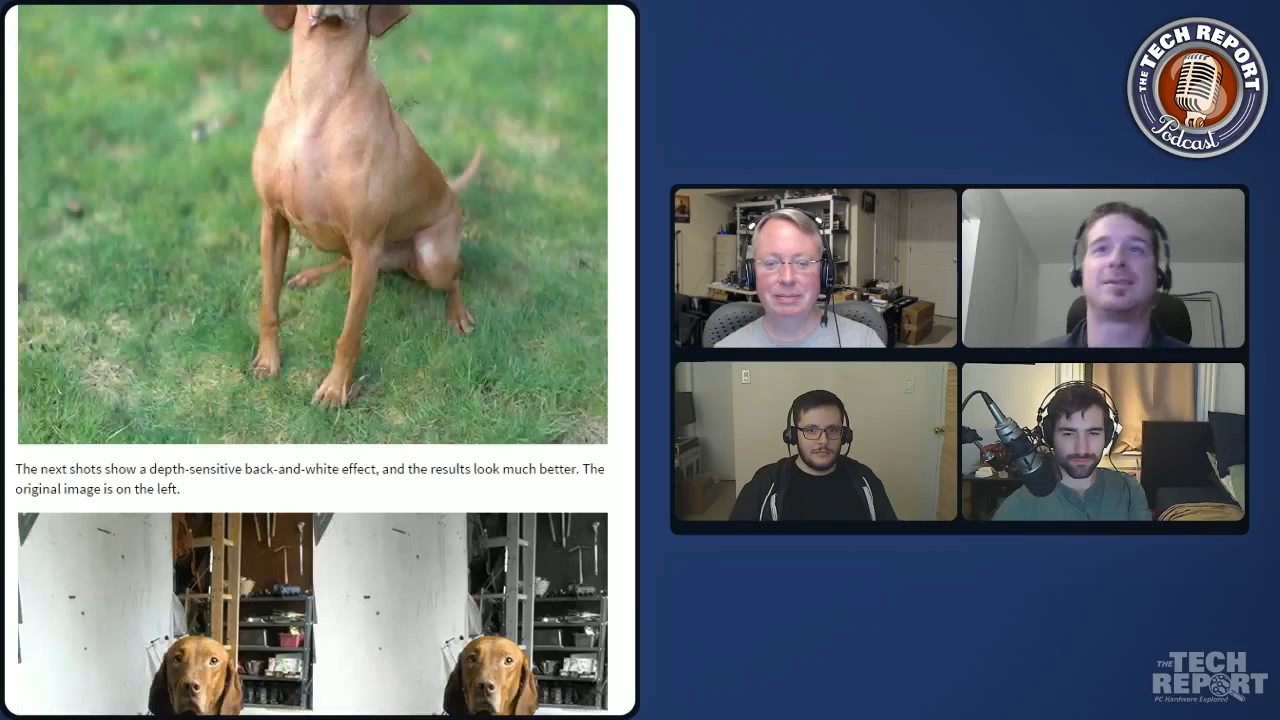 The next shots show a depth-sensitive back-and-white effect, and the results look much better. The
original image is on the left.
THE TECH REPORT
Podcast
THE
TECH
REPORT
PC Hardware Explored